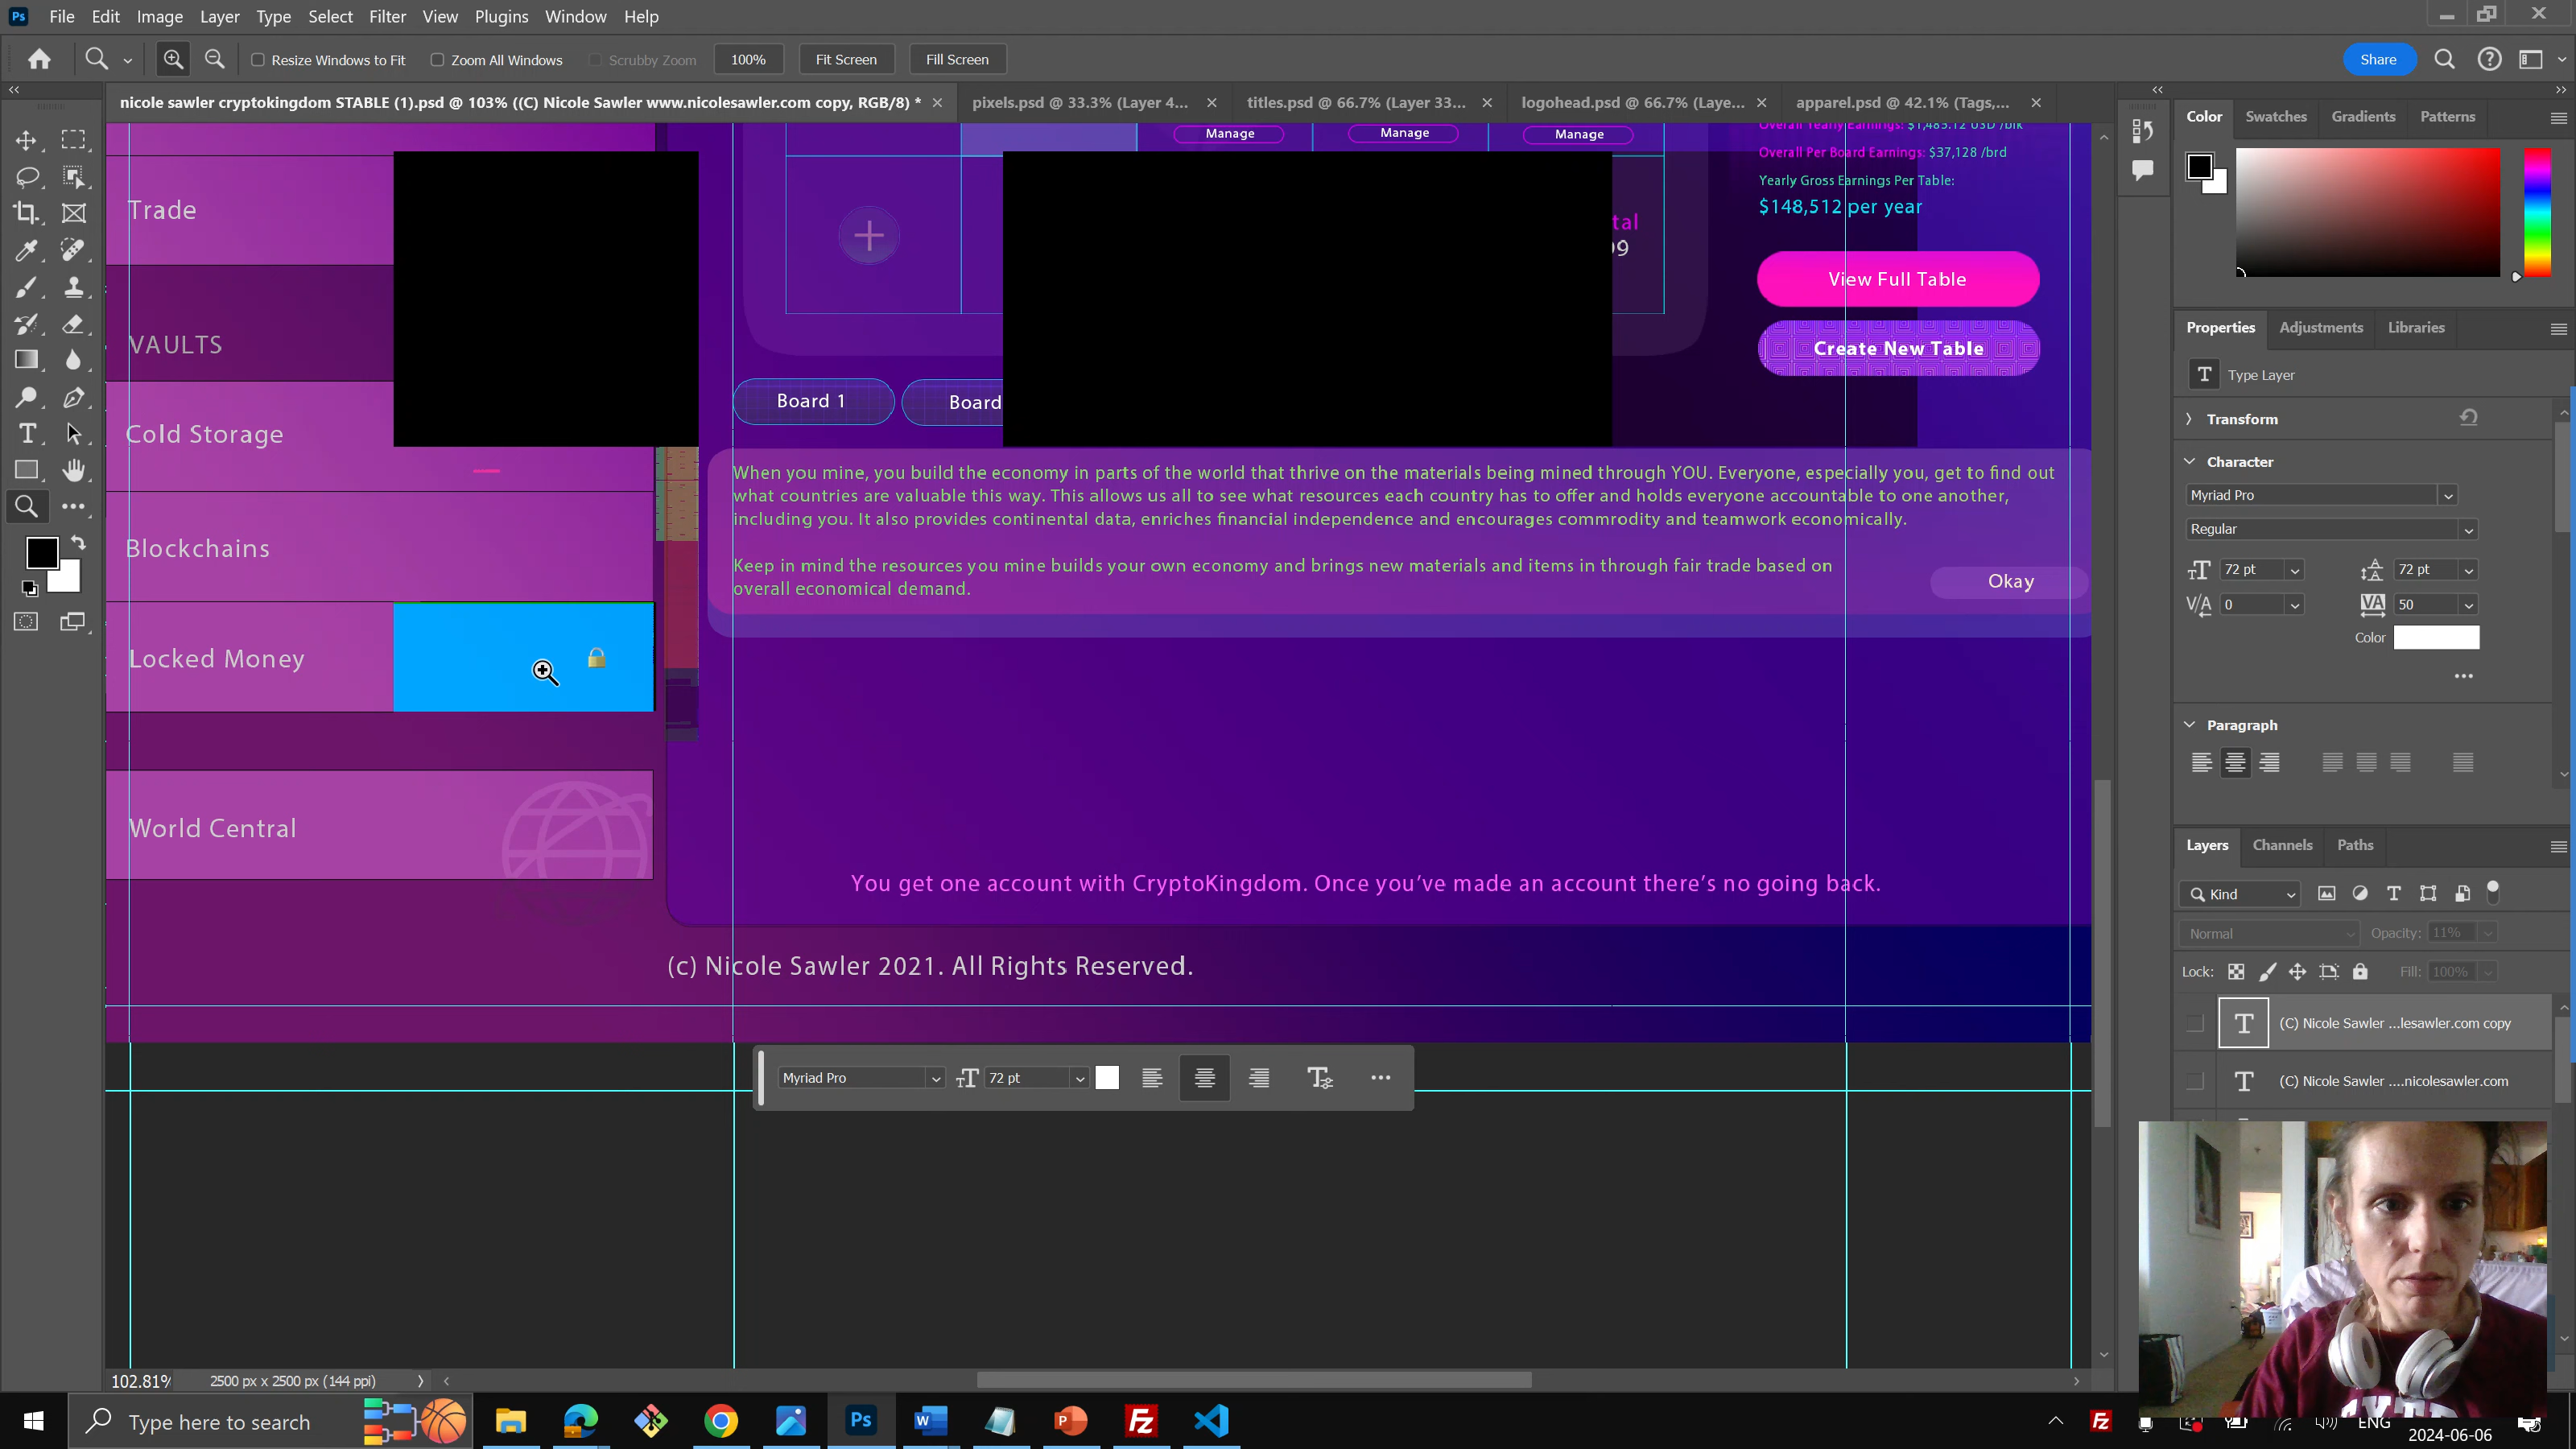 File Edit Image Layer Type Select Filter View Plugins Window Help
Resize Windows to Fit Zoom All Windows Scrubby Zoom 100% Fit Screen Fill Screen Share
nicole sawler cryptokingdom STABLE (1).psd @ 103% ((C) Nicole Sawler www.nicolesawler.com copy, RGB/8) *
pixels.psd @ 33.3% (Layer 4...
titles.psd @ 66.7% (Layer 33...
logohead.psd @ 66.7% (Laye...
apparel.psd @ 42.1% (Tags,...
Trade
VAULTS
Cold Storage
Blockchains
Locked Money
World Central
Manage Manage Manage
tal
Board 1
Board
Overall Yearly Earnings: $1,485.12 USD /blk
Overall Per Board Earnings: $37,128 /brd
Yearly Gross Earnings Per Table:
$148,512 per year
View Full Table
Create New Table
When you mine, you build the economy in parts of the world that thrive on the materials being mined through YOU. Everyone, especially you, get to find out
what countries are valuable this way. This allows us all to see what resources each country has to offer and holds everyone accountable to one another,
including you. It also provides continental data, enriches financial independence and encourages commrodity and teamwork economically.
Keep in mind the resources you mine builds your own economy and brings new materials and items in through fair trade based on
overall economical demand.
Okay
You get one account with CryptoKingdom. Once you've made an account there's no going back.
(c) Nicole Sawler 2021. All Rights Reserved.
Myriad Pro 72 pt
102.81% 2500 px x 2500 px (144 ppi)
Color Swatches Gradients Patterns
Properties Adjustments Libraries
Type Layer
Transform
Character
Myriad Pro
Regular
72 pt 72 pt
0 50
Color
Paragraph
Layers Channels Paths
Kind
Normal Opacity: 11%
Lock: Fill: 100%
(C) Nicole Sawler ...lesawler.com copy
(C) Nicole Sawler ....nicolesawler.com
Type here to search
ENG
2024-06-06